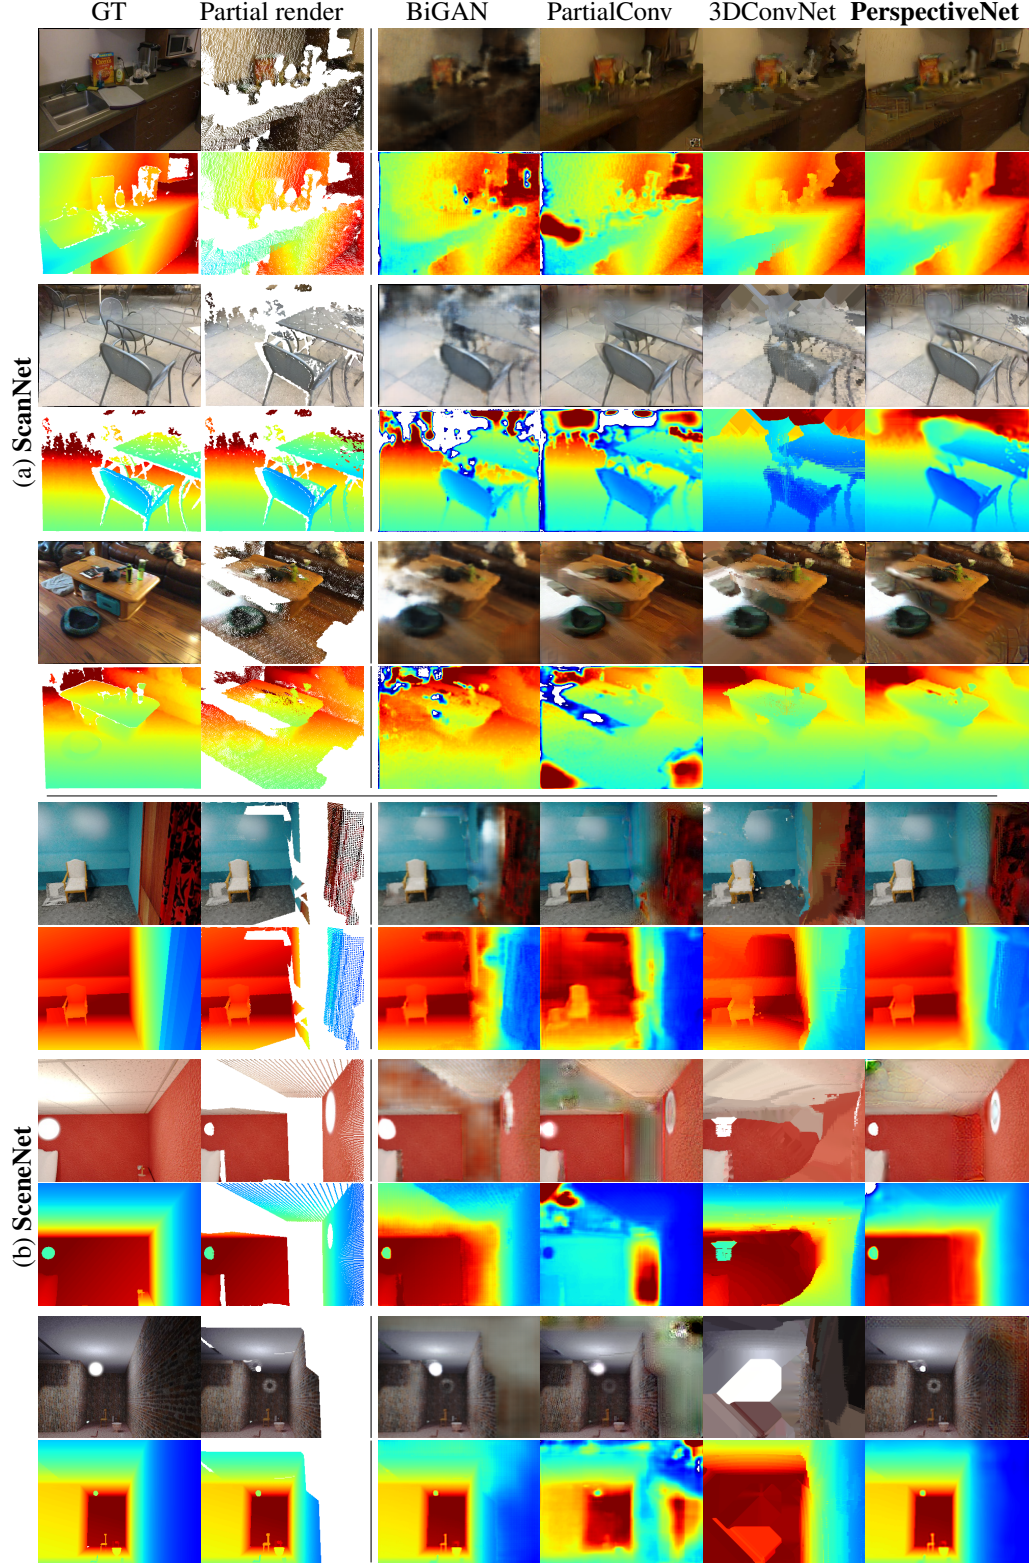 GT Partial render BiGAN PartialConv 3DConvNet PerspectiveNet
(a) ScanNet
(b) SceneNet